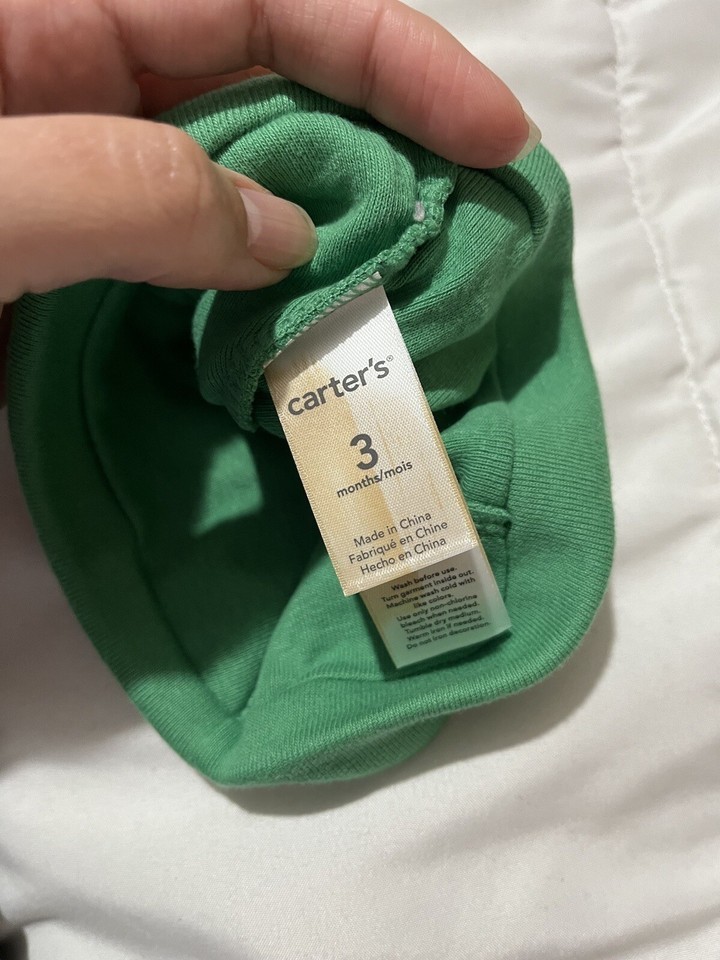 carter's®
3
months/mois
Made in China
Fabriqué en Chine
Hecho en China
Wash before use.
Turn garment inside out.
Machine wash cold with
like colors.
Use only non-chlorine
bleach when needed.
Tumble dry medium.
Warm iron if needed.
Do not iron decoration.